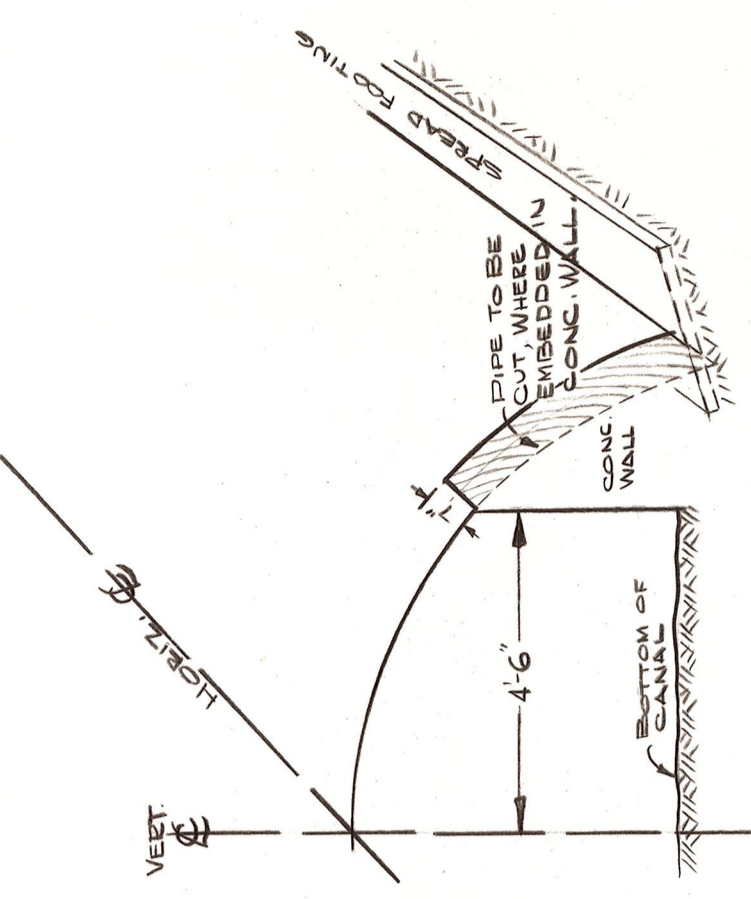 SPREAD FOOTING
PIPE TO BE
CUT, WHERE
EMBEDDED IN
CONC. WALL.
CONC.
WALL
7"
HORIZ. ℄
4'-6"
BOTTOM OF
CANAL
VERT.
℄